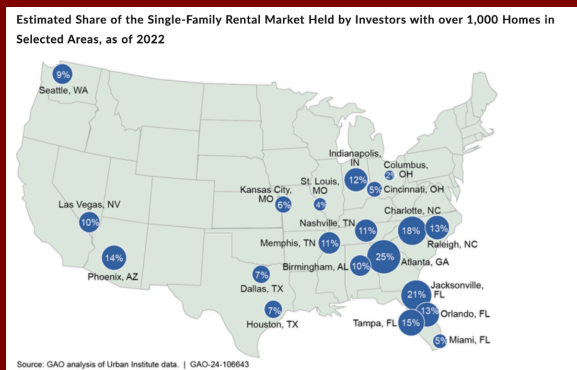 Estimated Share of the Single-Family Rental Market Held by Investors with over 1,000 Homes in
Selected Areas, as of 2022
9%
Seattle, WA
Indianapolis,
IN
12%
Columbus,
OH
2%
St. Louis,
MO
4%
5%
Cincinnati, OH
Kansas City,
MO
6%
Las Vegas, NV
10%
Charlotte, NC
18%
13%
Raleigh, NC
Nashville, TN
11%
Memphis, TN
11%
14%
Phoenix, AZ
Birmingham, AL
10%
25%
Atlanta, GA
7%
Dallas, TX
Jacksonville,
FL
21%
7%
Houston, TX
13%
Orlando, FL
Tampa, FL
15%
5%
Miami, FL
Source: GAO analysis of Urban Institute data. | GAO-24-106643